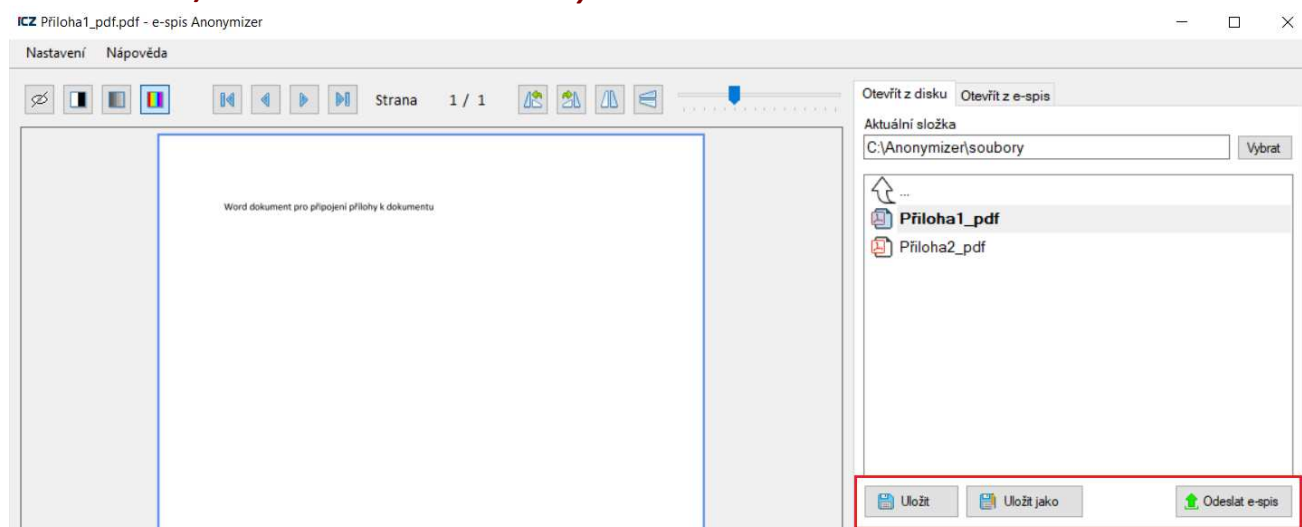 ICZ Příloha1_pdf.pdf - e-spis Anonymizer
Nastavení Nápověda
Strana 1 / 1
Word dokument pro připojení přílohy k dokumentu
Otevřít z disku Otevřít z e-spis
Aktuální složka
C:\Anonymizer\soubory Vybrat
...
Příloha1_pdf
Příloha2_pdf
Uložit Uložit jako Odeslat e-spis